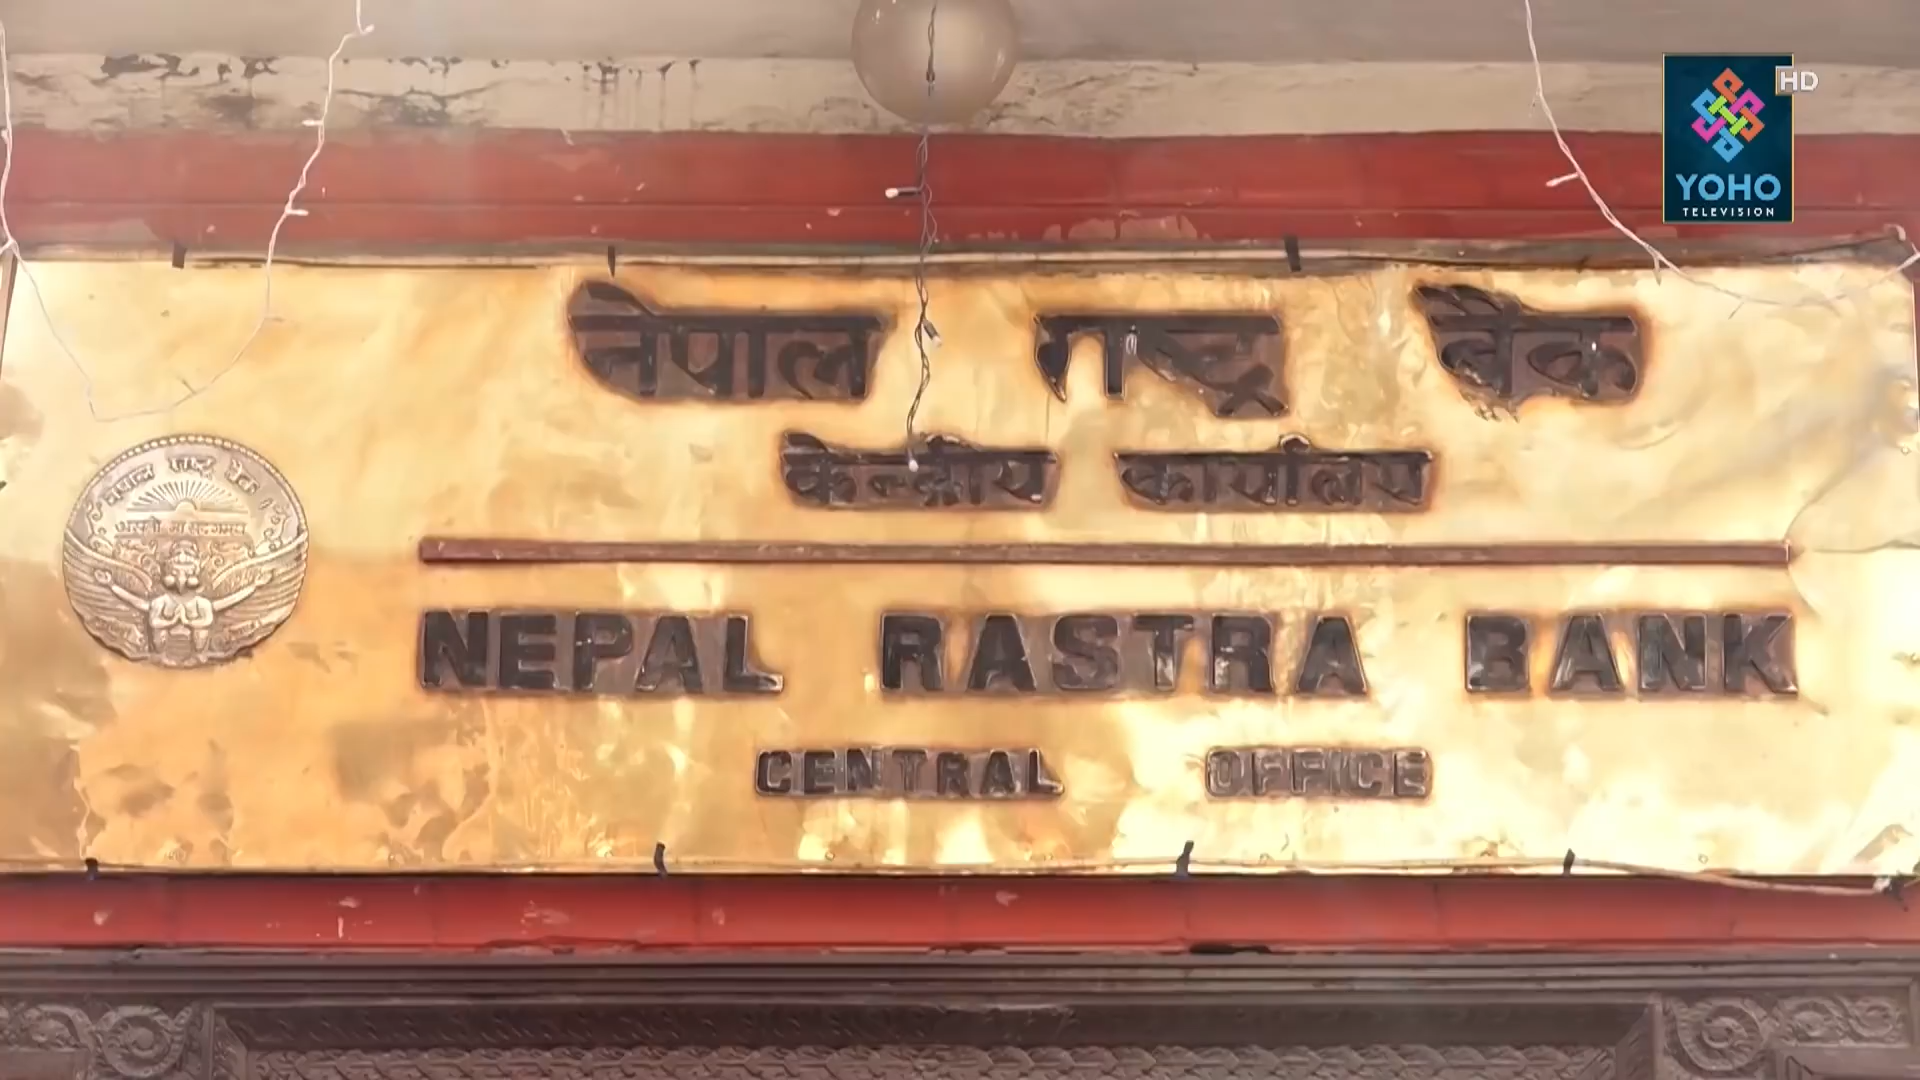 HD
YOHO
TELEVISION
नेपाल राष्ट्र बैंक
केन्द्रीय कार्यालय
नेपाल राष्ट्र बैंक
NEPAL RASTRA BANK
CENTRAL OFFICE